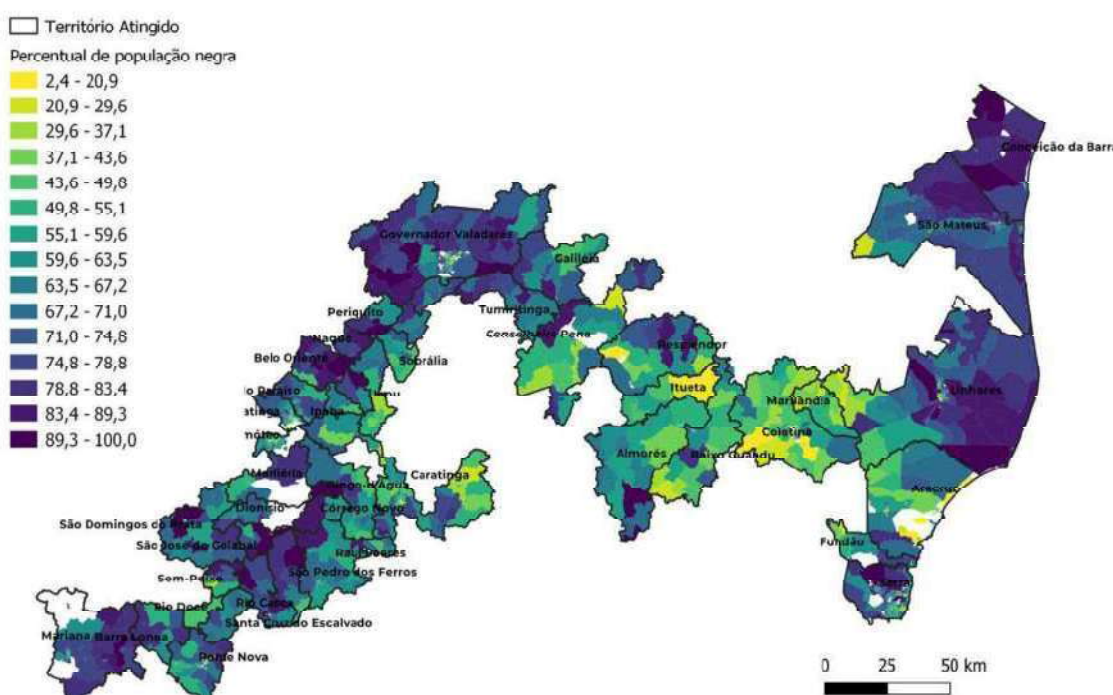 Território Atingido
Percentual de população negra
2,4 - 20,9
20,9 - 29,6
29,6 - 37,1
37,1 - 43,6
43,6 - 49,8
49,8 - 55,1
55,1 - 59,6
59,6 - 63,5
63,5 - 67,2
67,2 - 71,0
71,0 - 74,8
74,8 - 78,8
78,8 - 83,4
83,4 - 89,3
89,3 - 100,0
Conceição da Barra
São Mateus
Governador Valadares
Galiléia
Periquito
Tumiritinga
Conselheiro Pena
Naque
Resplendor
Belo Oriente
Sobrália
Itueta
Linhares
Ipaba
Marilândia
Colatina
Aimorés
Baixo Guandu
Caratinga
Marliéria
Aracruz
Dionísio
Córrego Novo
São Domingos do Prata
São José do Goiabal
Raul Soares
Fundão
São Pedro dos Ferros
Sem-Peixe
Serra
Rio Doce
Rio Casca
Santa Cruz do Escalvado
Mariana
Barra Longa
Ponte Nova
0 25 50 km